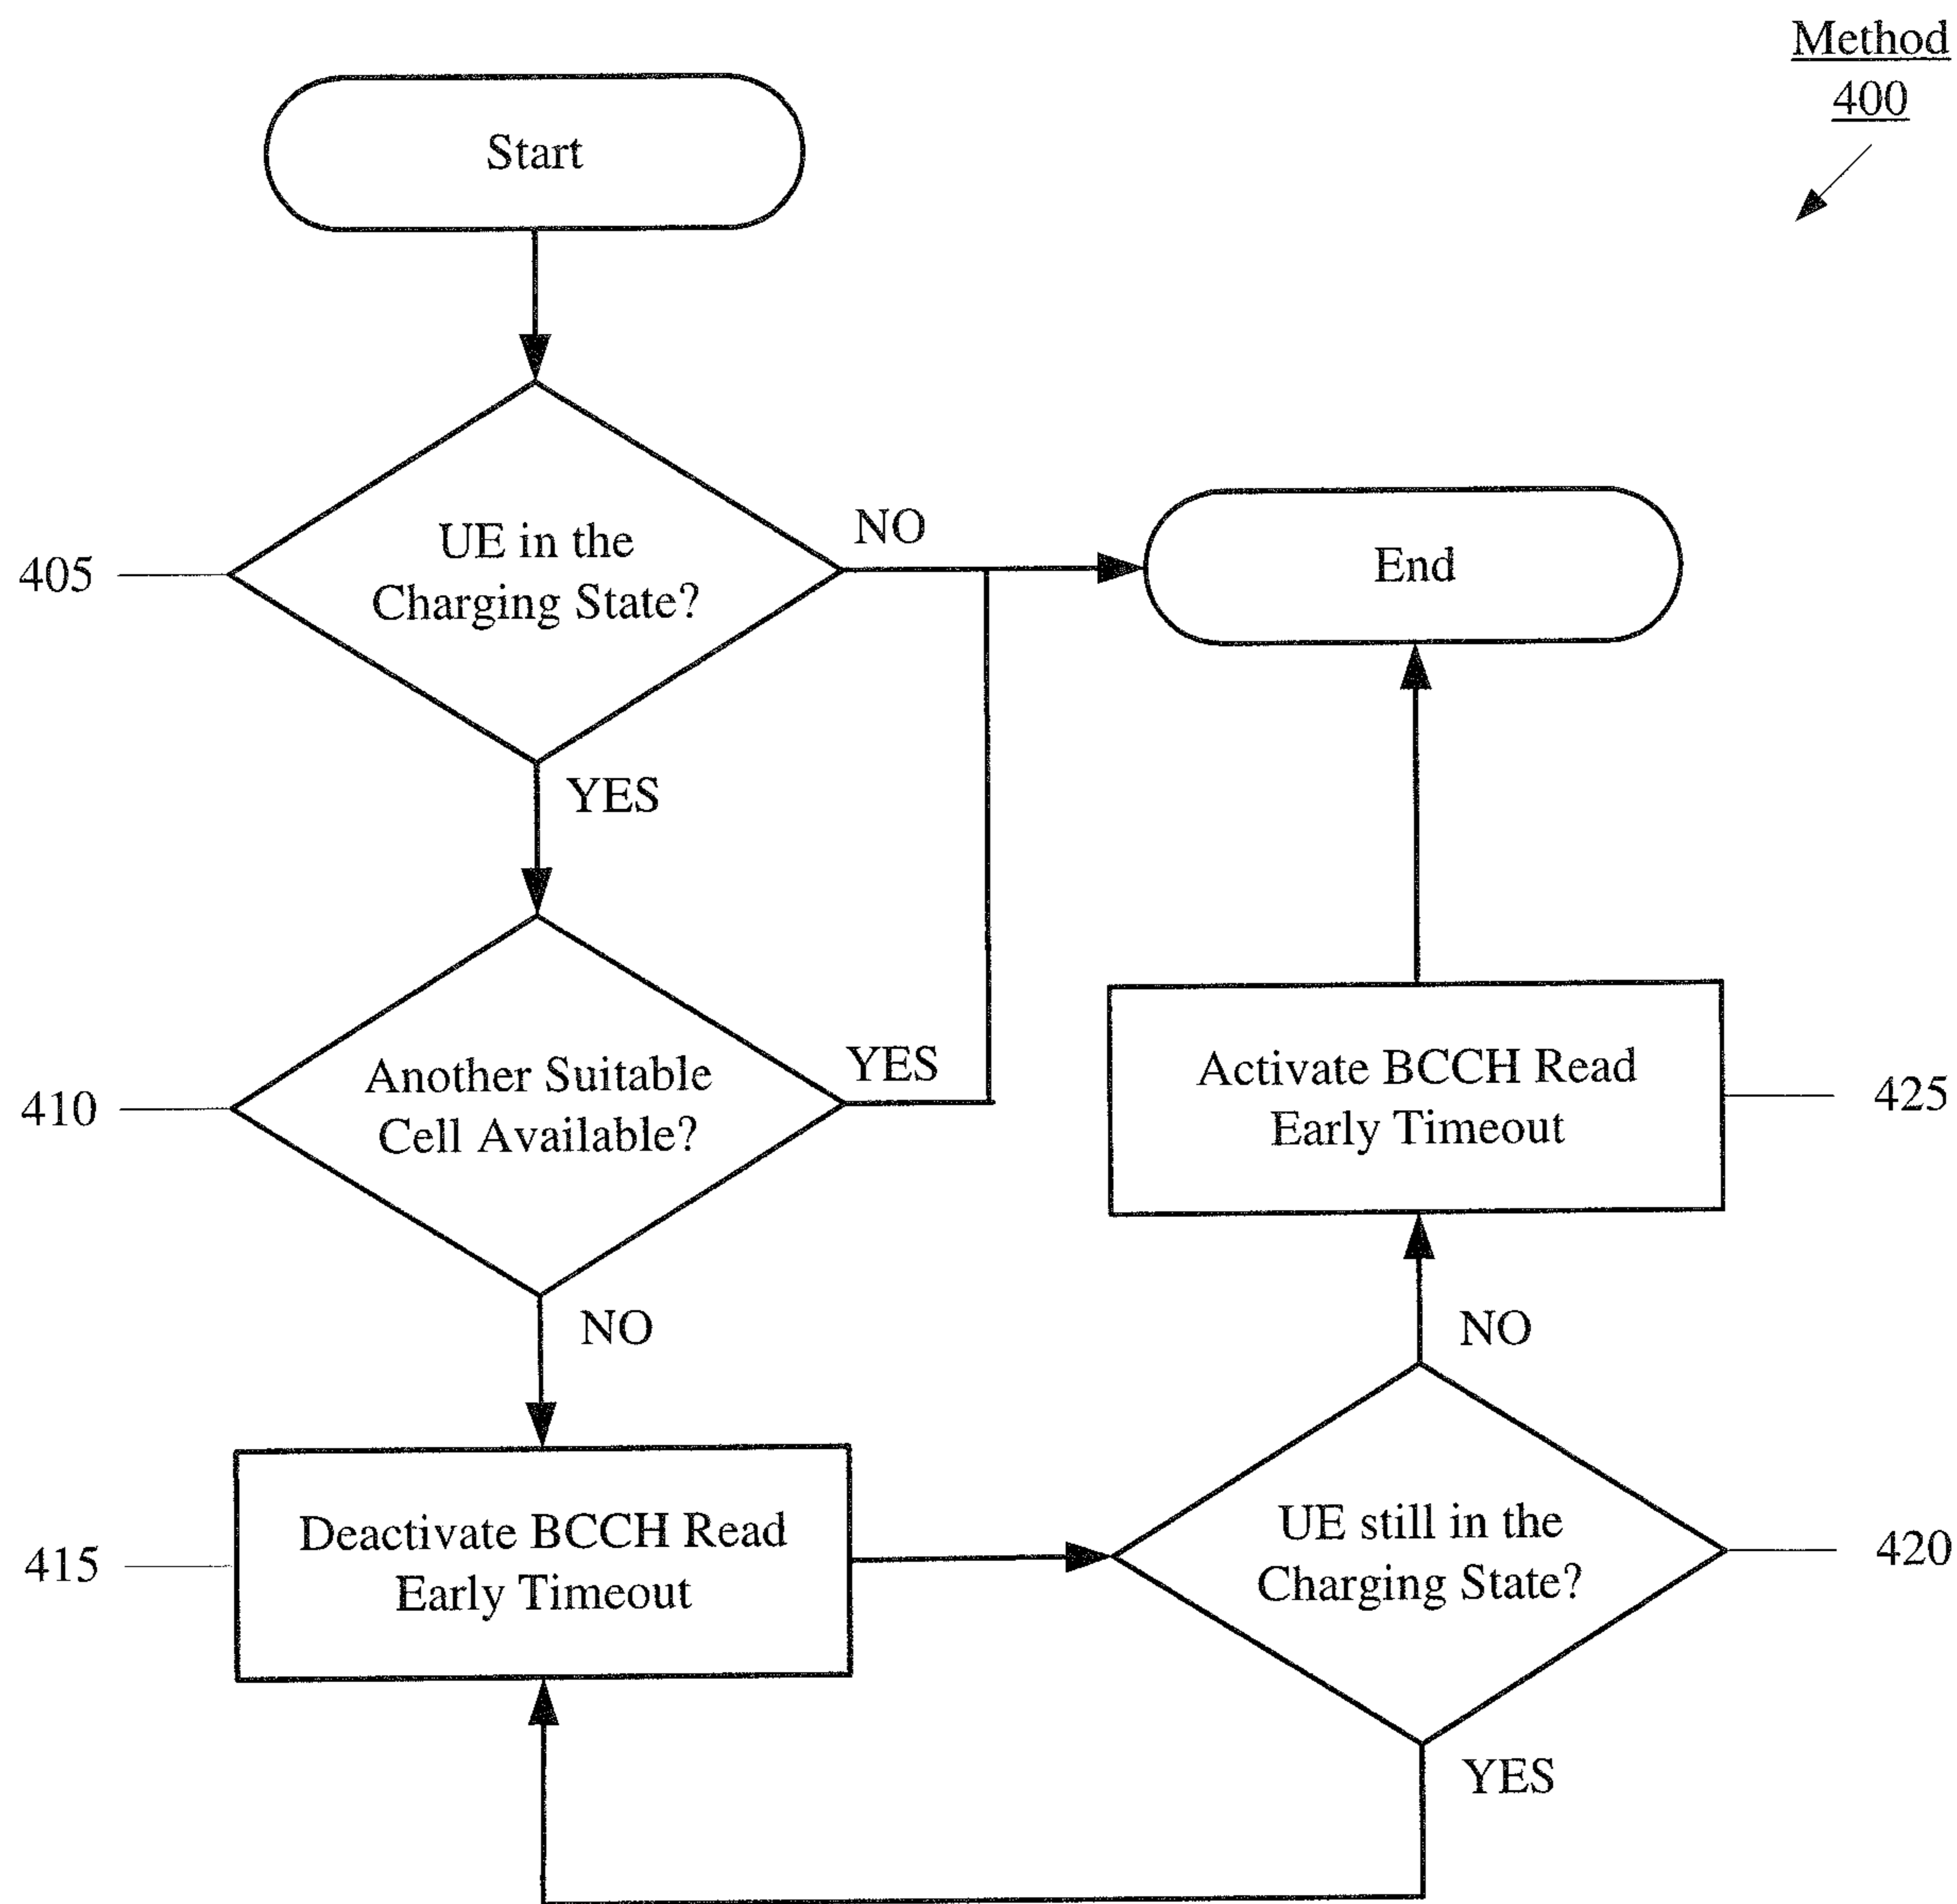 Method
400
Start
405
UE in the
Charging State?
NO
End
YES
410
Another Suitable
Cell Available?
YES
Activate BCCH Read
Early Timeout
425
NO
NO
415
Deactivate BCCH Read
Early Timeout
UE still in the
Charging State?
420
YES